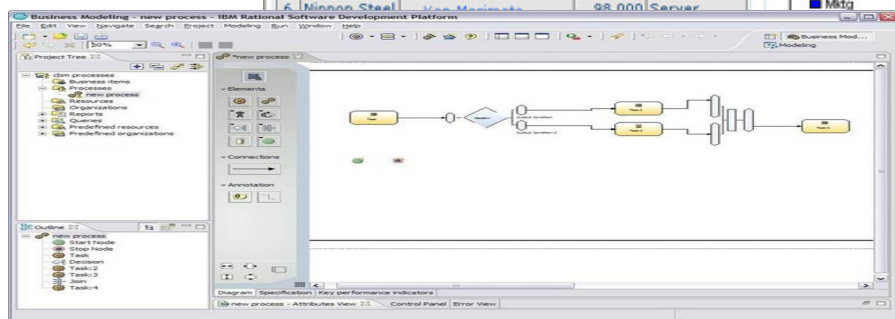 6 Nippon Steel Ken Morimoto 98,000 Server
Mktg
Business Modeling - new process - IBM Rational Software Development Platform
File Edit View Navigate Search Project Modeling Run Window Help
50%
Business Mod...
Modeling
Project Tree
cbm processes
Business items
Processes
new process
Resources
Organizations
Reports
Queries
Predefined resources
Predefined organizations
*new process
Elements
Connections
Annotation
Outline
new process
Start Node
Stop Node
Task
Decision
Task:2
Task:3
Join
Task:4
Diagram Specification Key performance indicators
new process - Attributes View Control Panel Error View